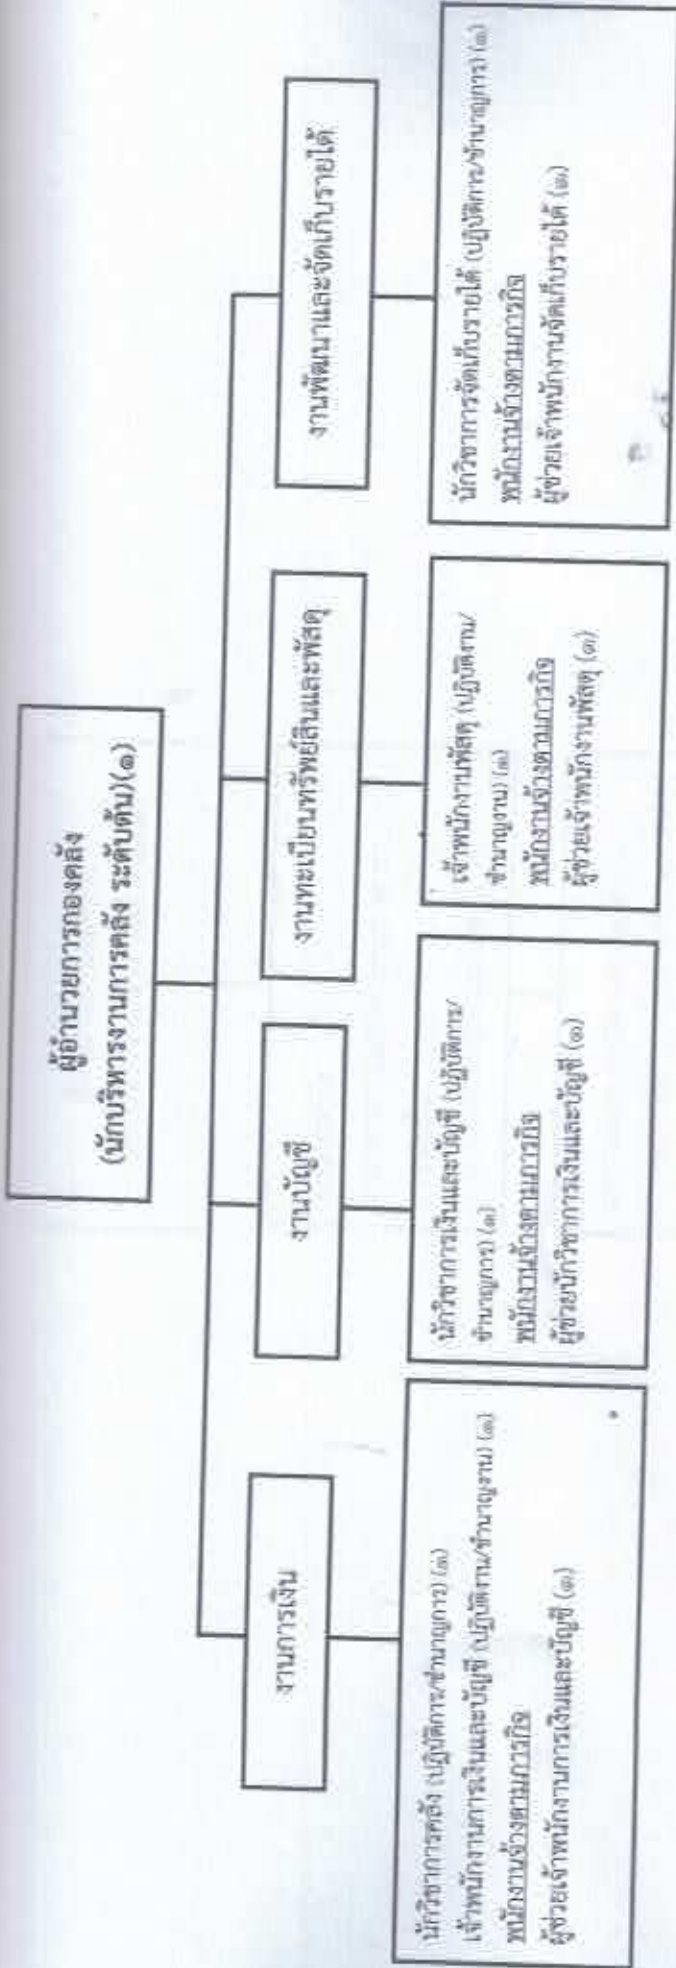 ผู้อำนวยการกองคลัง
(นักบริหารงานการคลัง ระดับต้น)(๑)
งานการเงิน
งานบัญชี
งานทะเบียนทรัพย์สินและพัสดุ
งานพัฒนาและจัดเก็บรายได้
นักวิชาการคลัง (ปฏิบัติการ/ชำนาญการ) (๑)
เจ้าพนักงานการเงินและบัญชี (ปฏิบัติงาน/ชำนาญงาน) (๑)
พนักงานจ้างตามภารกิจ
ผู้ช่วยเจ้าพนักงานการเงินและบัญชี (๑)
นักวิชาการเงินและบัญชี (ปฏิบัติการ/
ชำนาญการ) (๑)
พนักงานจ้างตามภารกิจ
ผู้ช่วยนักวิชาการเงินและบัญชี (๑)
เจ้าพนักงานพัสดุ (ปฏิบัติงาน/
ชำนาญงาน) (๑)
พนักงานจ้างตามภารกิจ
ผู้ช่วยเจ้าพนักงานพัสดุ (๑)
นักวิชาการจัดเก็บรายได้ (ปฏิบัติการ/ชำนาญการ) (๑)
พนักงานจ้างตามภารกิจ
ผู้ช่วยเจ้าพนักงานจัดเก็บรายได้ (๑)